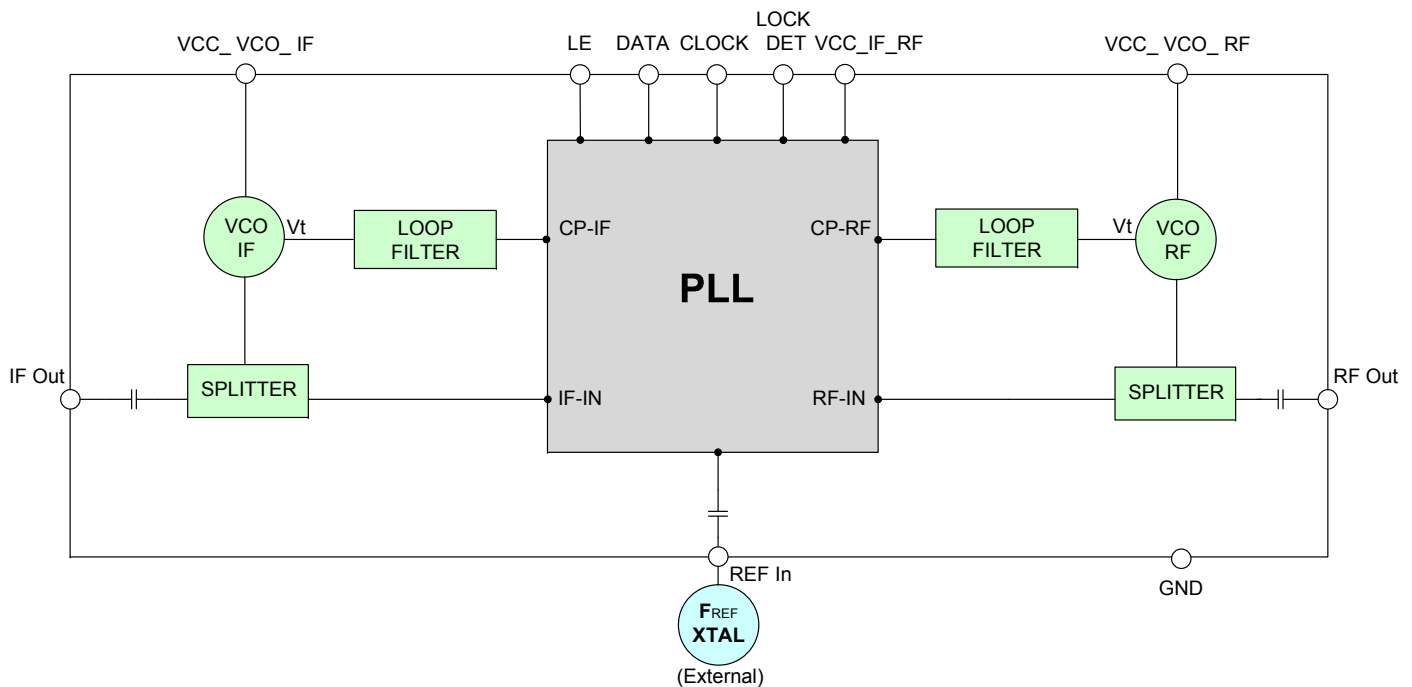 VCC_ VCO_ IF
LE
DATA
CLOCK
LOCK
DET
VCC_IF_RF
VCC_ VCO_ RF
VCO
IF
Vt
LOOP
FILTER
CP-IF
CP-RF
LOOP
FILTER
Vt
VCO
RF
PLL
IF Out
SPLITTER
IF-IN
RF-IN
SPLITTER
RF Out
REF In
GND
FREF
XTAL
(External)